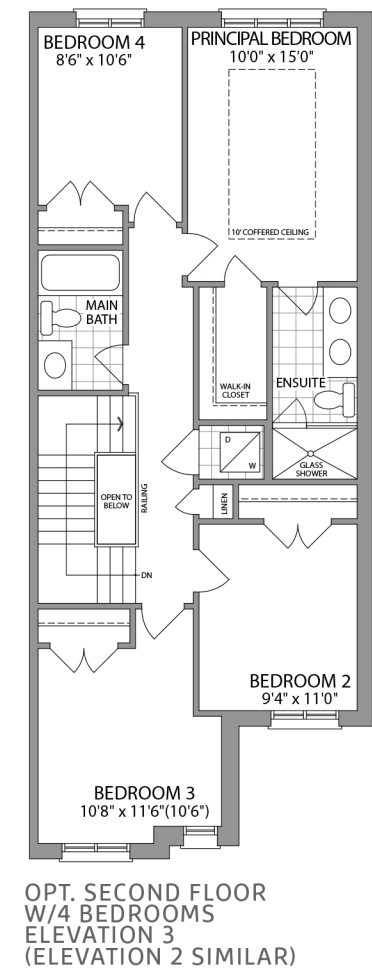 BEDROOM 4
8'6" x 10'6"
PRINCIPAL BEDROOM
10'0" x 15'0"
10' COFFERED CEILING
MAIN
BATH
WALK-IN
CLOSET
ENSUITE
D
W
GLASS
SHOWER
LINEN
OPEN TO
BELOW
RAILING
DN
BEDROOM 2
9'4" x 11'0"
BEDROOM 3
10'8" x 11'6"(10'6")
OPT. SECOND FLOOR
W/4 BEDROOMS
ELEVATION 3
(ELEVATION 2 SIMILAR)